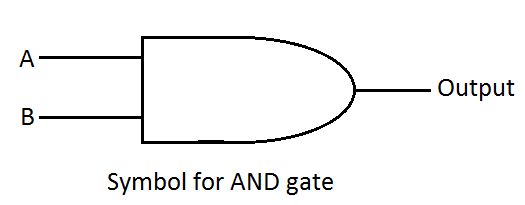 A
Output
B
Symbol for AND gate